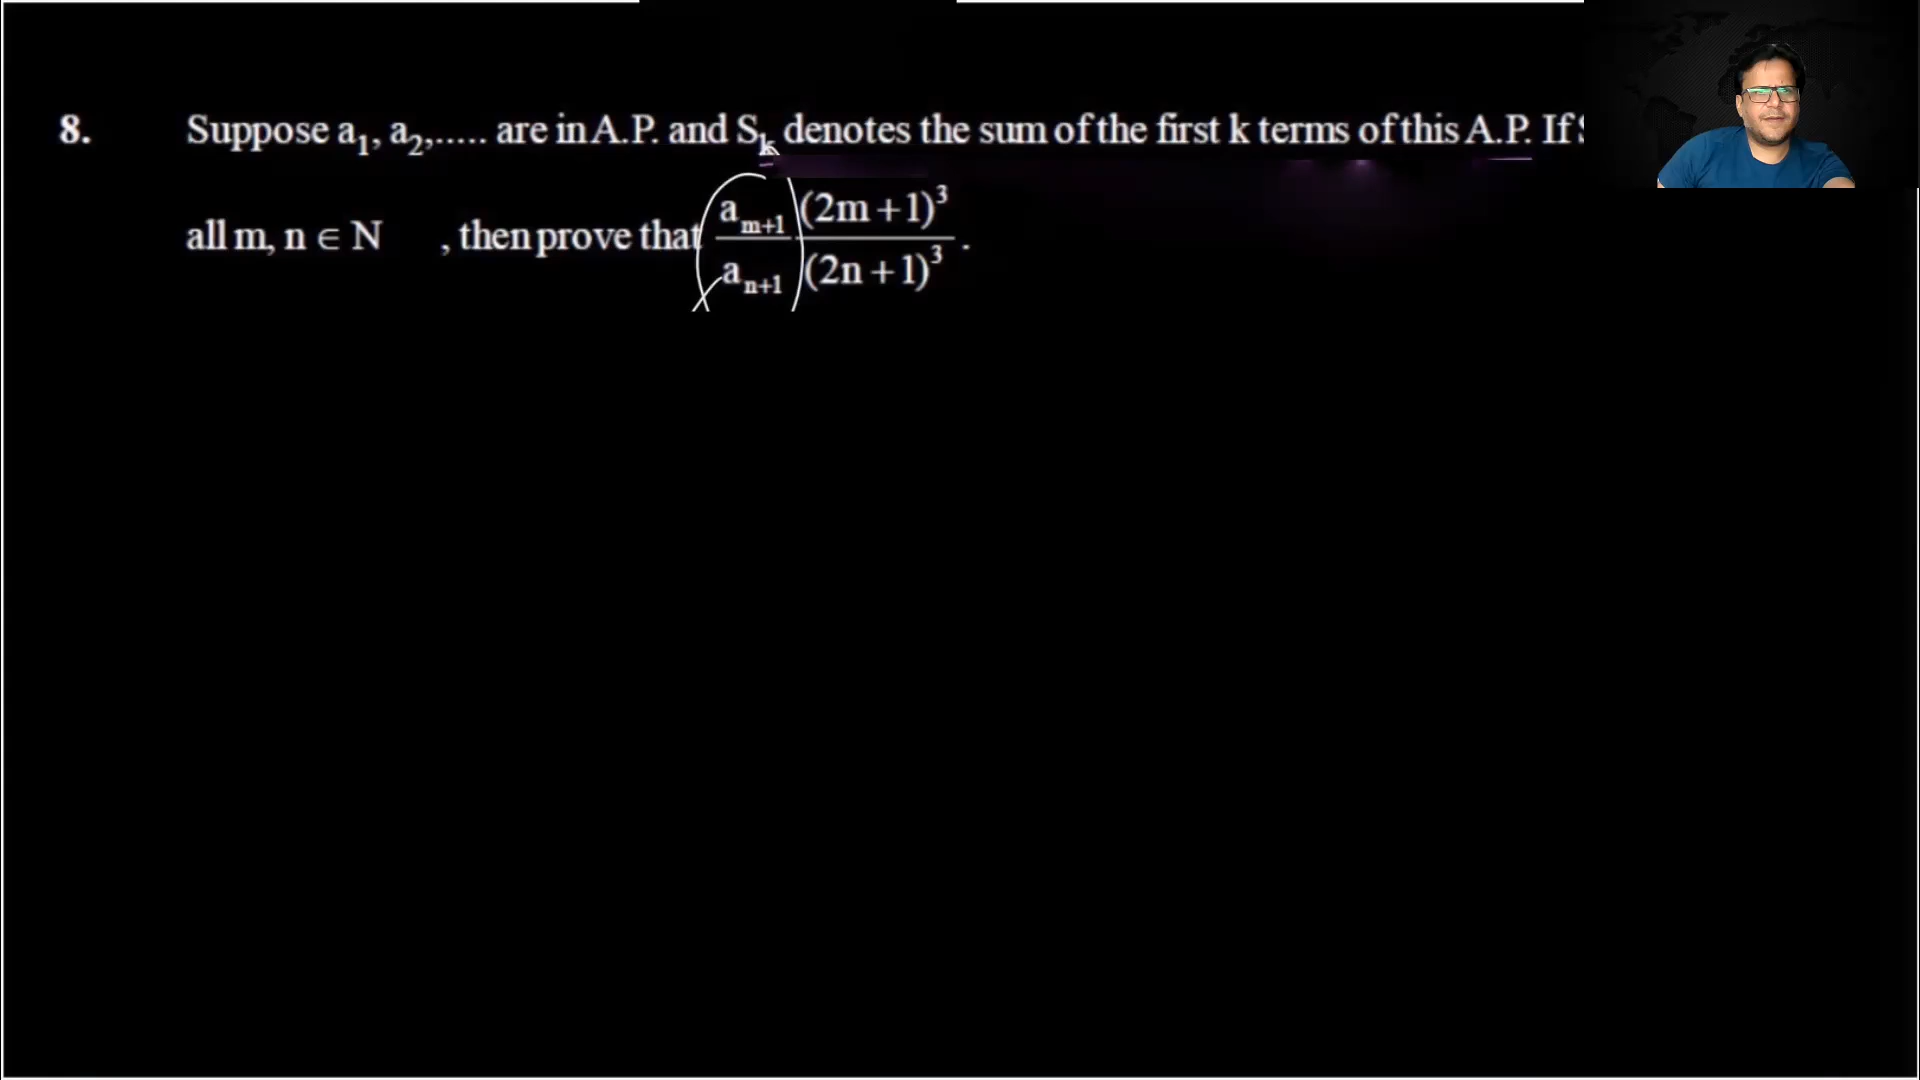 8. Suppose a₁, a₂,..... are in A.P. and Sₖ denotes the sum of the first k terms of this A.P. If
all m, n ∈ N , then prove that (aₘ₊₁/aₙ₊₁) (2m+1)³/(2n+1)³ .